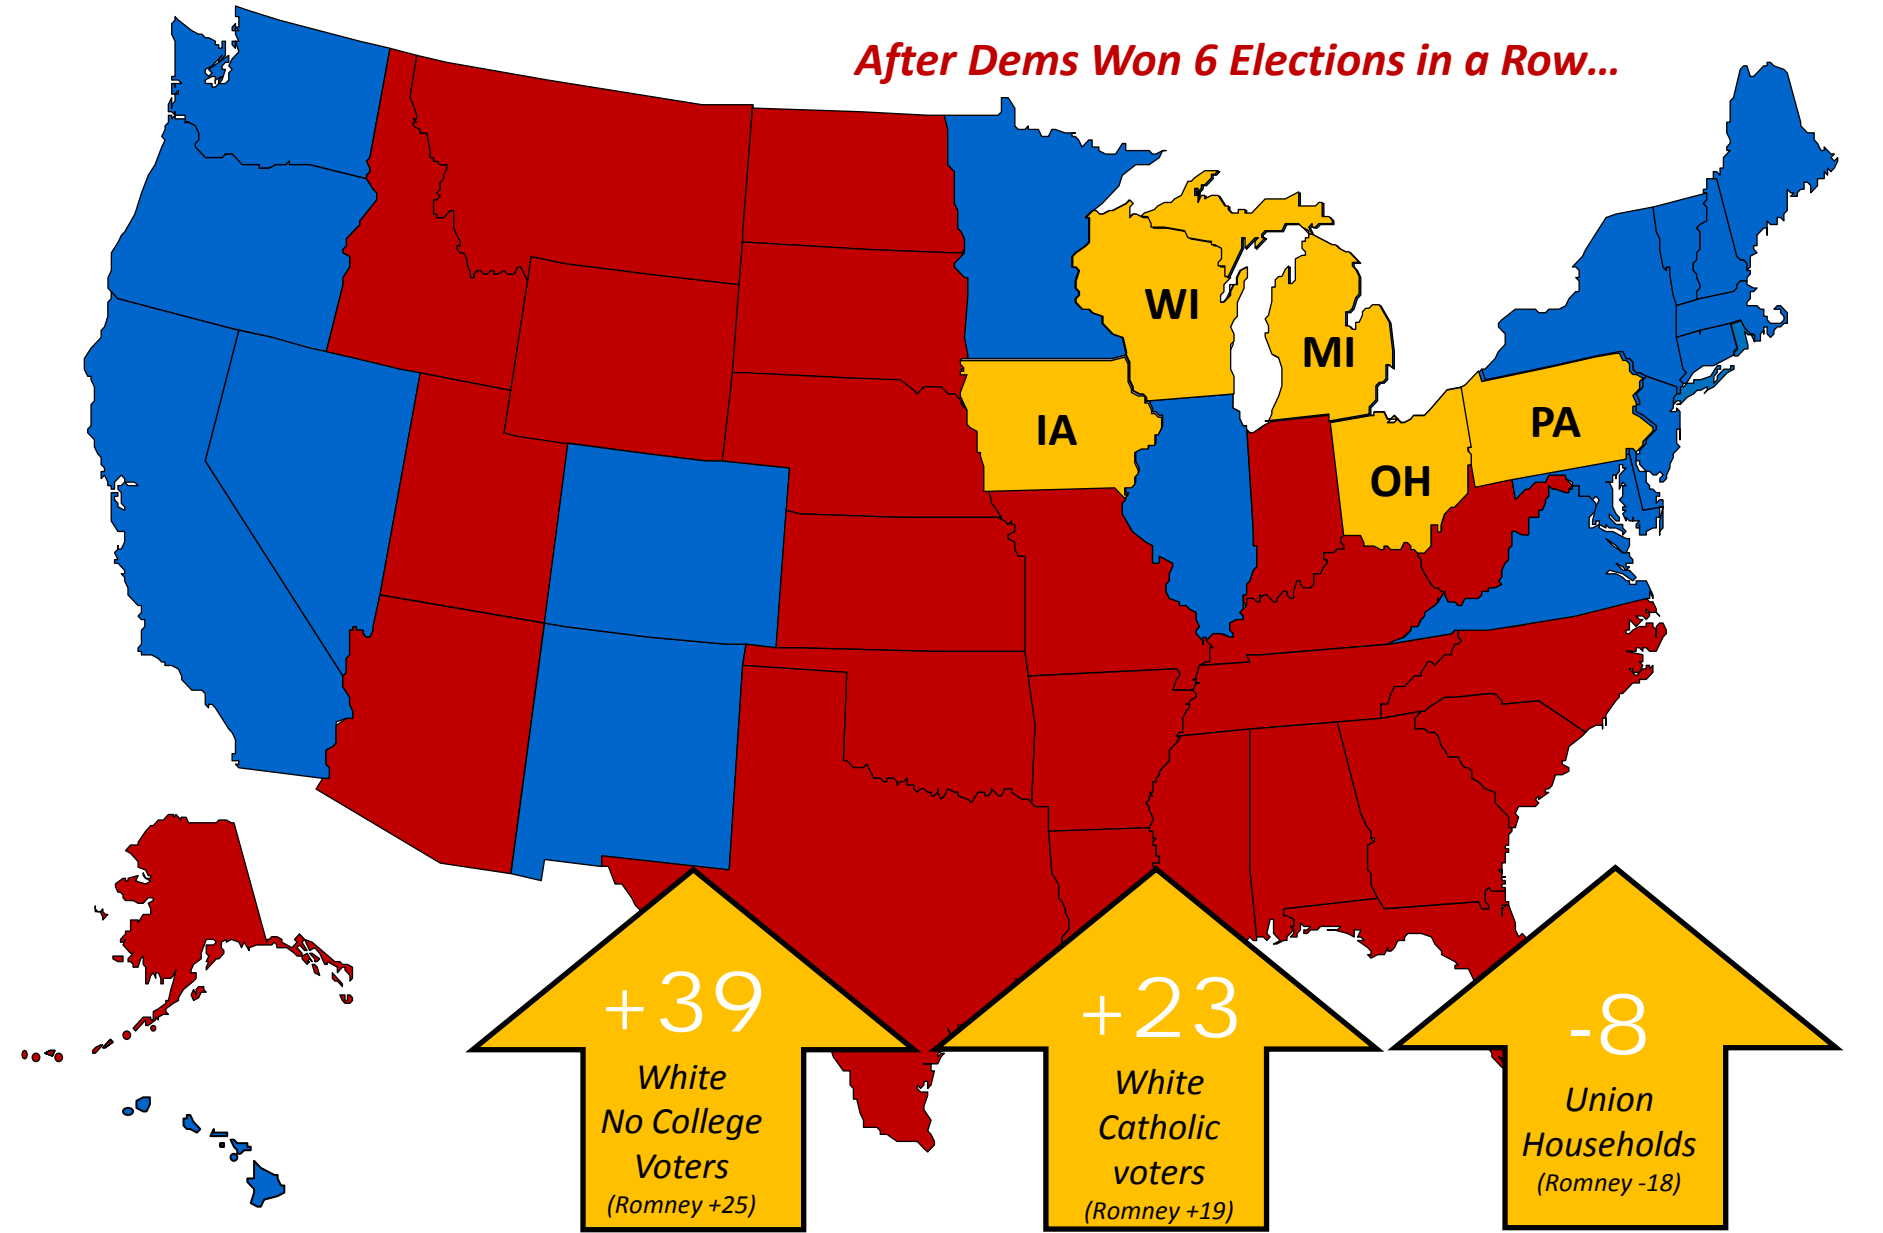 After Dems Won 6 Elections in a Row…
WI
MI
IA
PA
OH
+39
White
No College
Voters
(Romney +25)
+23
White
Catholic
voters
(Romney +19)
-8
Union
Households
(Romney -18)